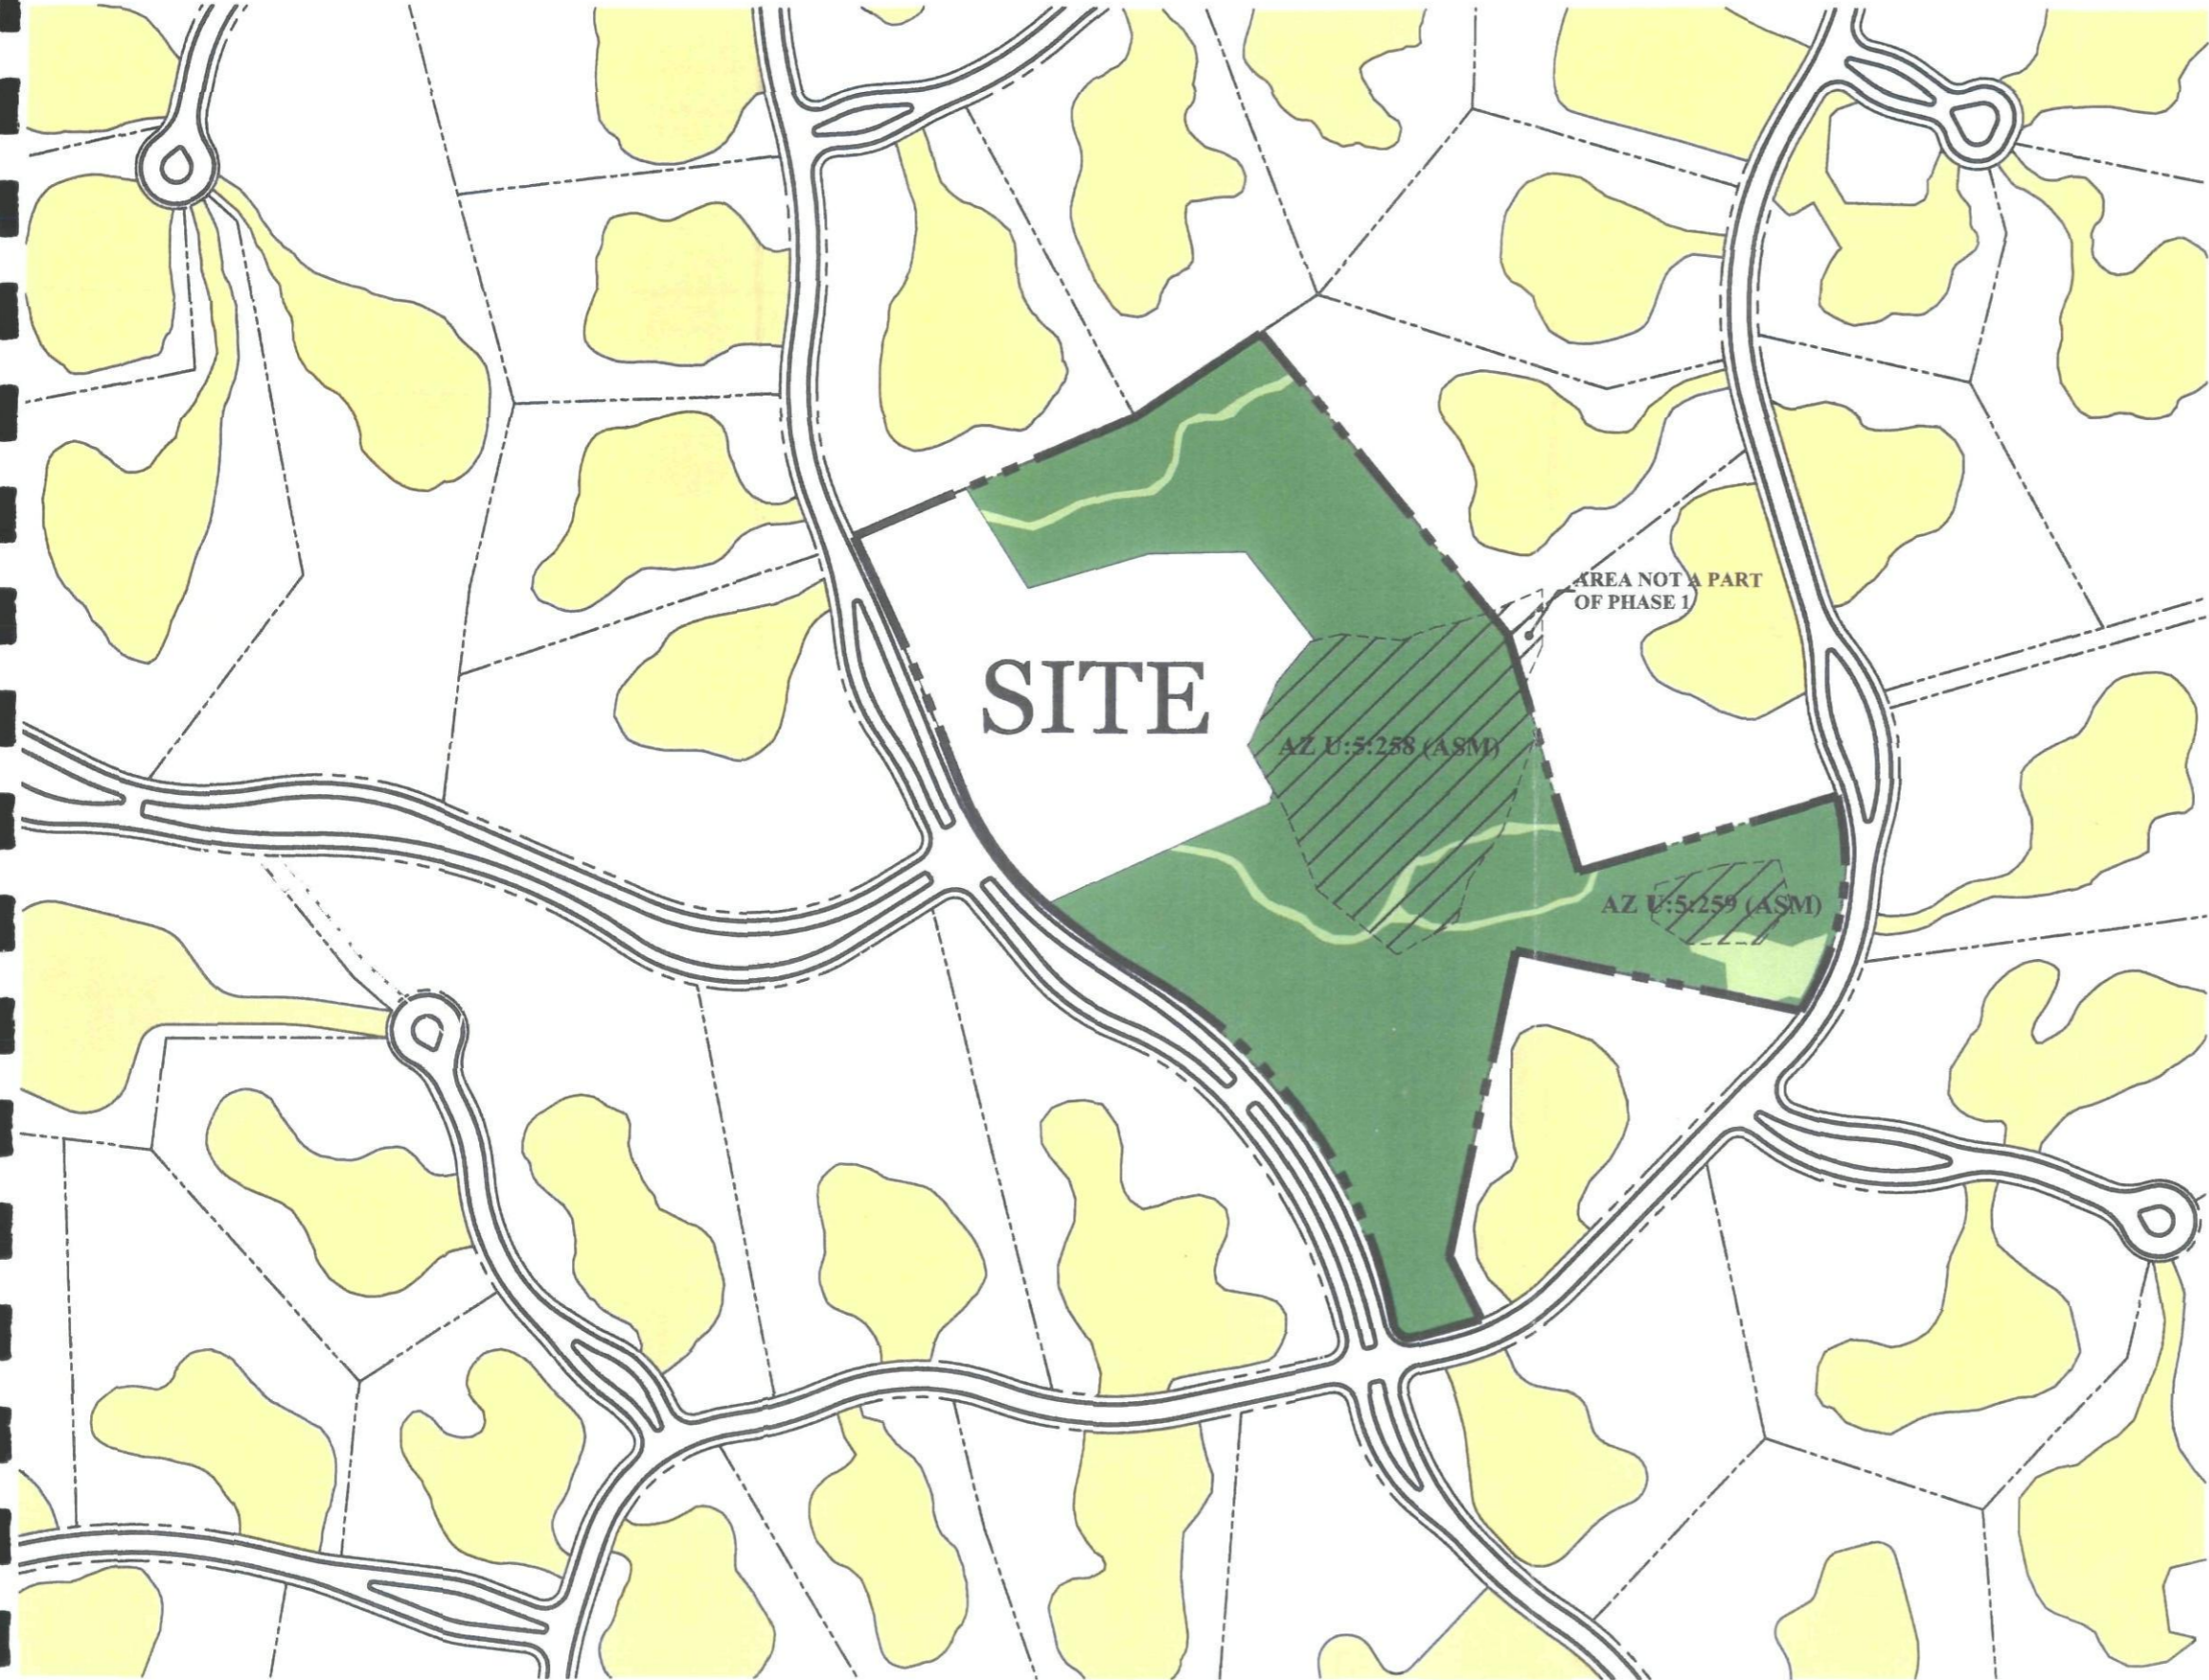 AREA NOT A PART
OF PHASE 1
SITE
AZ U:5:258 (ASM)
AZ U:5:259 (ASM)